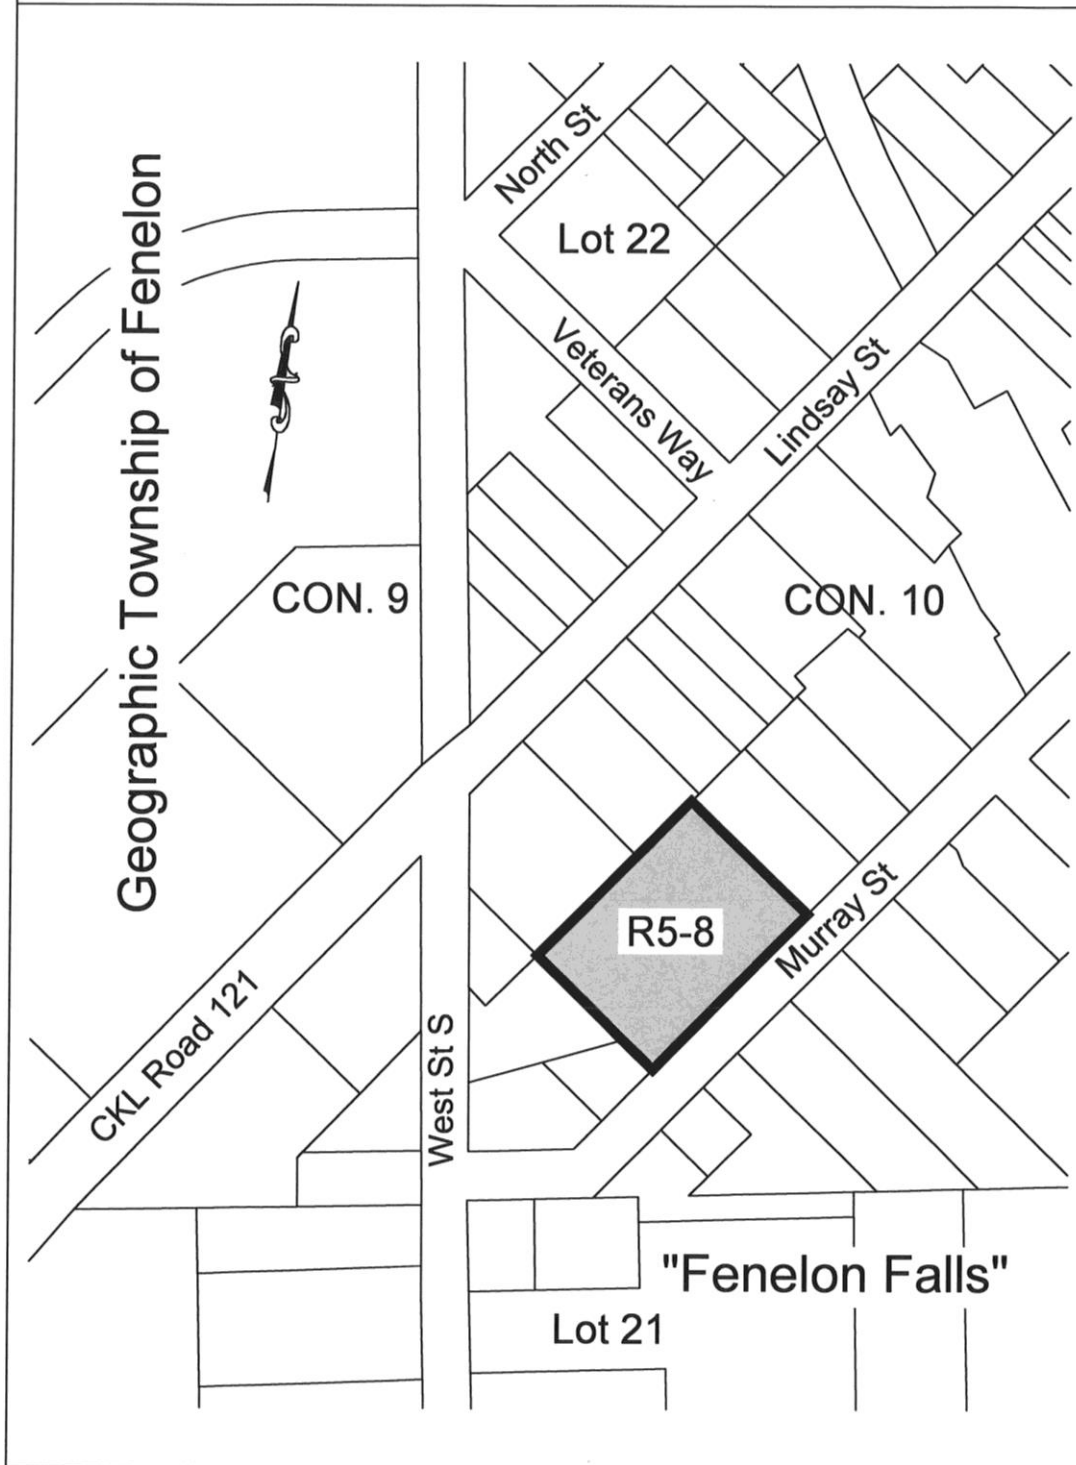 North St
Lot 22
Geographic Township of Fenelon
Veterans Way
Lindsay St
CON. 9
CON. 10
R5-8
Murray St
CKL Road 121
West St S
"Fenelon Falls"
Lot 21